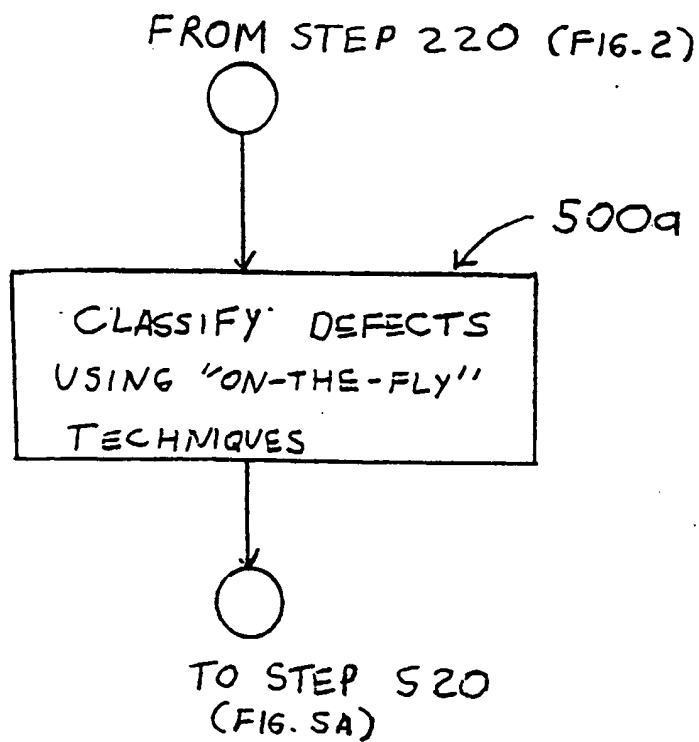 FROM STEP 220 (FIG. 2)
500a
CLASSIFY DEFECTS
USING "ON-THE-FLY"
TECHNIQUES
TO STEP 520
(FIG. 5A)